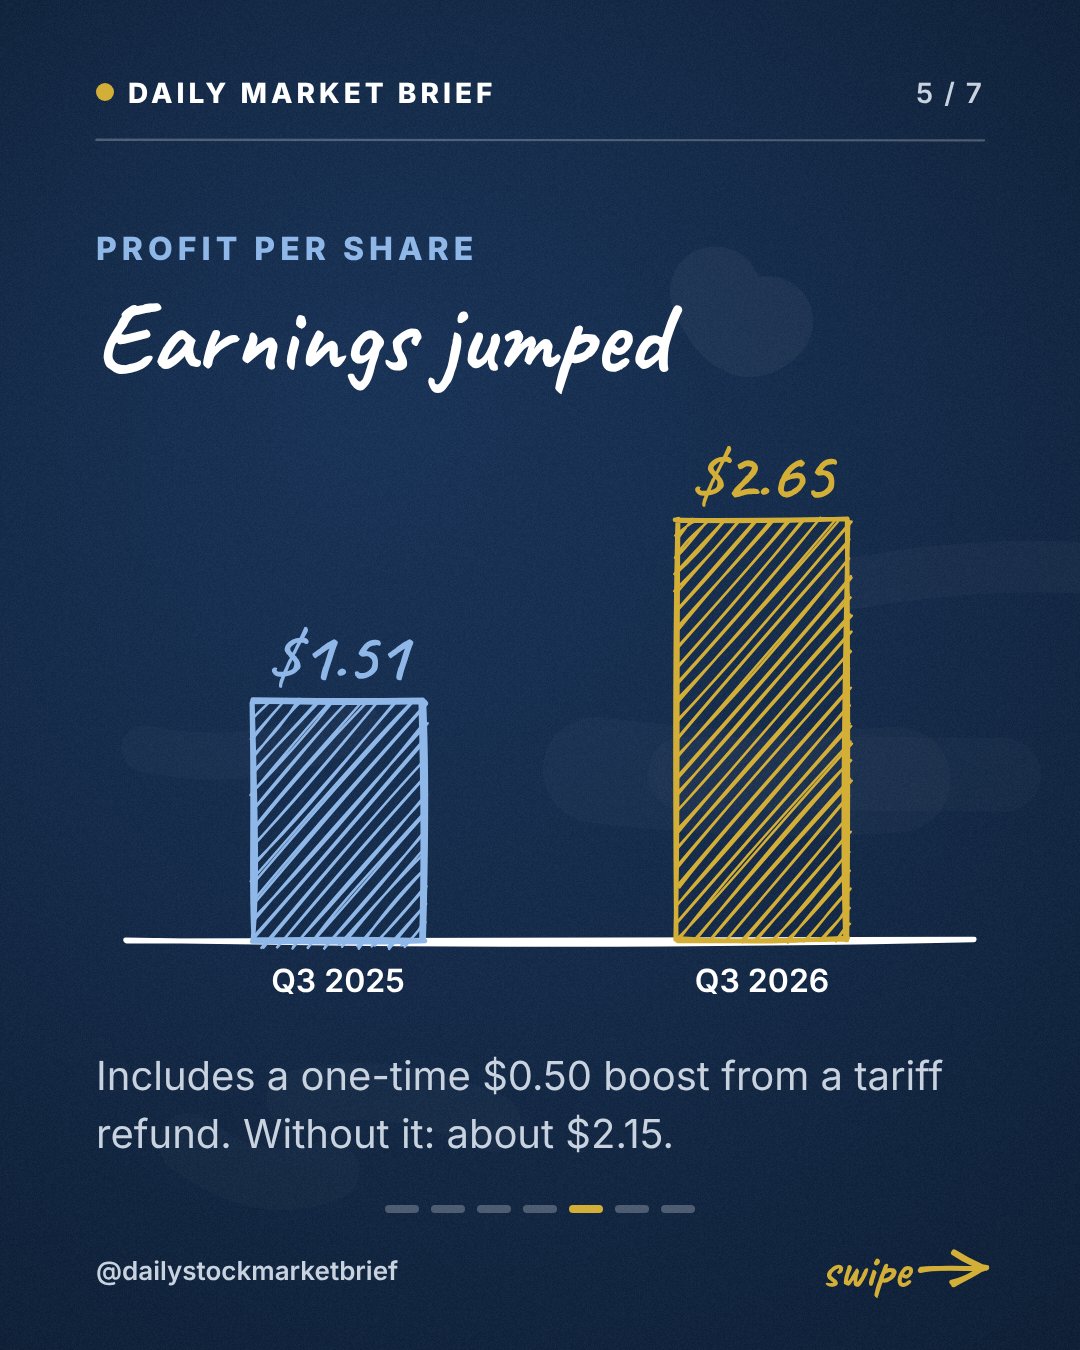 DAILY MARKET BRIEF
5 / 7
PROFIT PER SHARE
Earnings jumped
$2.65
$1.51
Q3 2025
Q3 2026
Includes a one-time $0.50 boost from a tariff
refund. Without it: about $2.15.
@dailystockmarketbrief
swipe